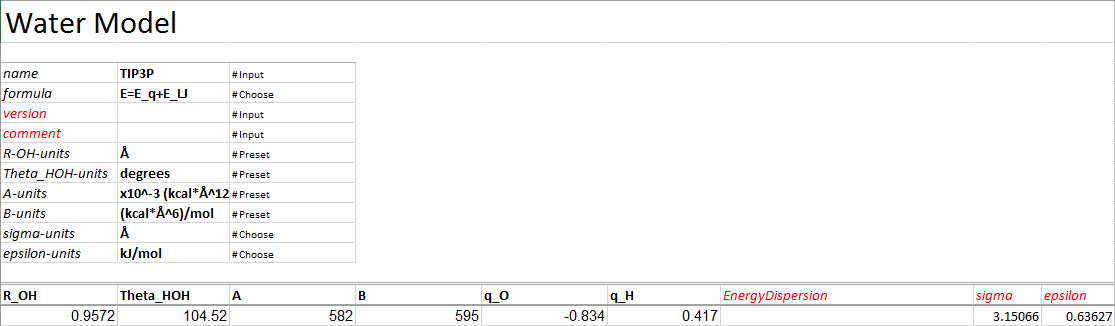 Water Model
name TIP3P #Input
formula E=E_q+E_LJ #Choose
version #Input
comment #Input
R-OH-units Å #Preset
Theta_HOH-units degrees #Preset
A-units x10^-3 (kcal*Å^12 #Preset
B-units (kcal*Å^6)/mol #Preset
sigma-units Å #Choose
epsilon-units kJ/mol #Choose
R_OH Theta_HOH A B q_O q_H EnergyDispersion sigma epsilon
0.9572 104.52 582 595 -0.834 0.417 3.15066 0.63627